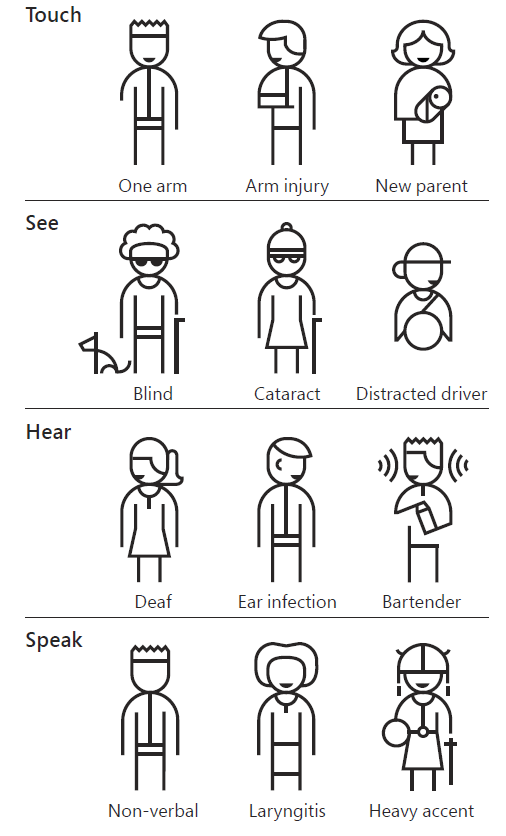 Touch
One arm
Arm injury
New parent
See
Blind
Cataract
Distracted driver
Hear
Deaf
Ear infection
Bartender
Speak
Non-verbal
Laryngitis
Heavy accent